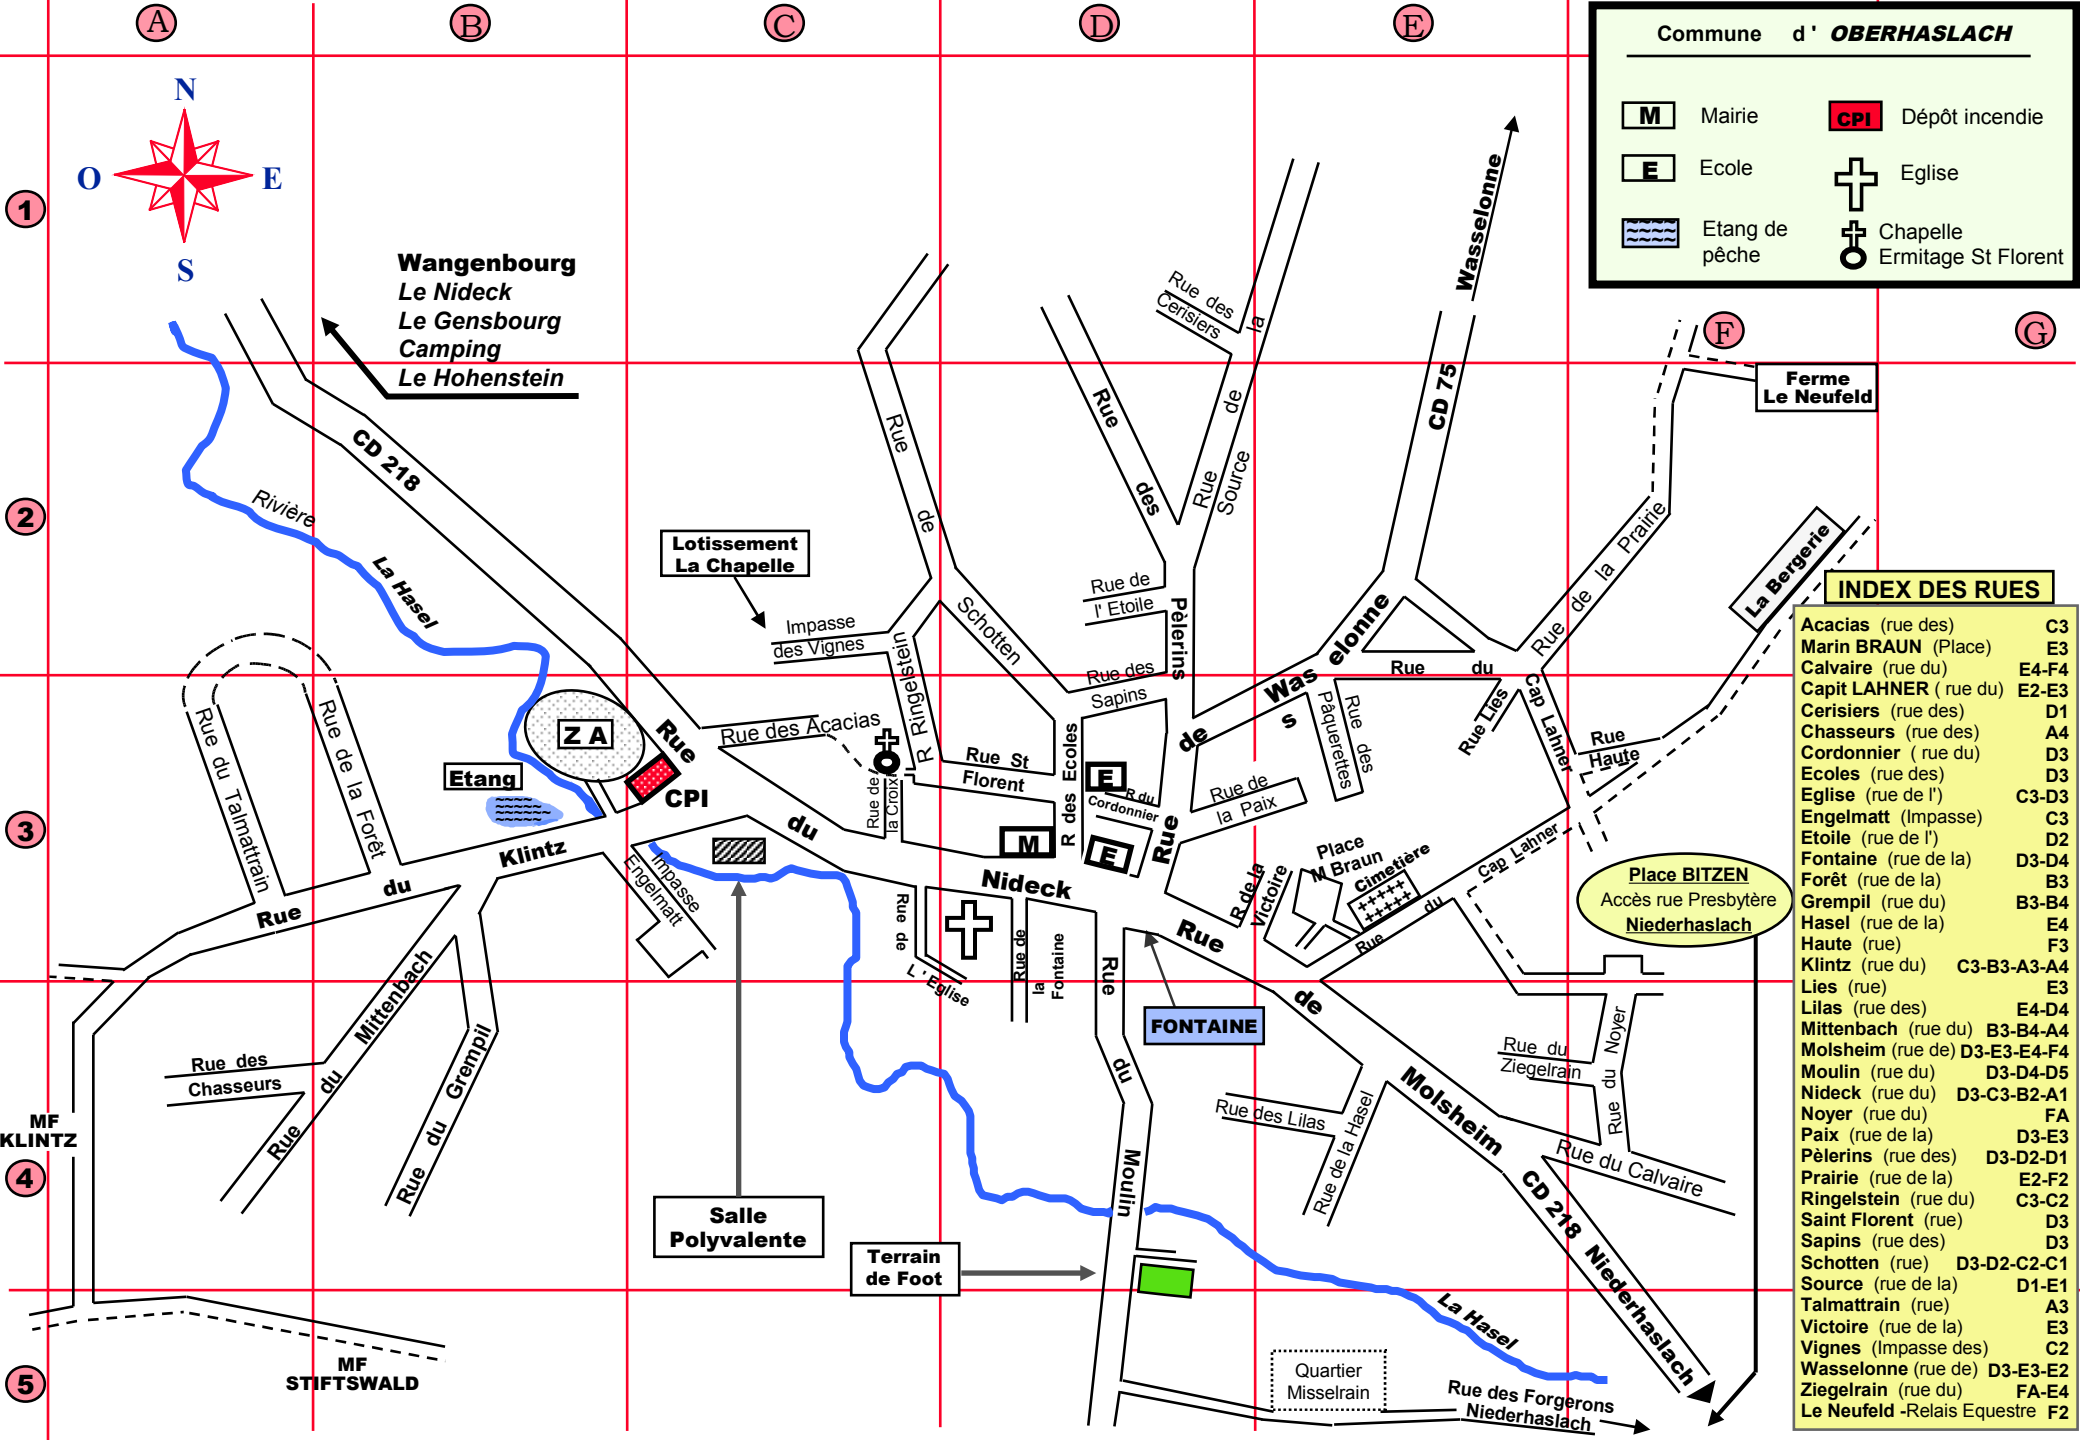 A
B
C
D
E
F
G
1
2
3
4
5
N
O
E
S
Commune d ' OBERHASLACH
M Mairie
CPI Dépôt incendie
E Ecole
Eglise
Etang de
pêche
Chapelle
Ermitage St Florent
Wangenbourg
Le Nideck
Le Gensbourg
Camping
Le Hohenstein
CD 218
Rivière
La Hasel
Lotissement
La Chapelle
Impasse
des Vignes
Rue de Schotten
R Ringelstein
Rue des Pèlerins
Rue des
Cerisiers
Rue de la
Source
Rue de
l' Etoile
Rue des
Sapins
Wasselonne
CD 75
Rue de Was s elonne
Rue du Cap Lahner
Rue de la Prairie
Ferme
Le Neufeld
La Bergerie
Rue Lies
Rue
Haute
Rue des
Pâquerettes
Rue de
la Paix
Z A
Etang
CPI
Rue des Acacias
Rue de
la Croix
Rue St
Florent
R des Ecoles
E
R du
Cordonnier
E
M
Rue du Nideck
Rue du Talmattrain
Rue de la Forêt
Rue du Klintz
Impasse
Engelmatt
Rue de
L ' Eglise
Rue de
la
Fontaine
R de la
Victoire
Place
M Braun
Cimetière
Rue du Cap Lahner
Place BITZEN
Accès rue Presbytère
Niederhaslach
Rue du Mittenbach
Rue des
Chasseurs
Rue du Grempil
MF
KLINTZ
MF
STIFTSWALD
Salle
Polyvalente
Terrain
de Foot
FONTAINE
Rue du Moulin
Rue de Molsheim
Rue des Lilas
Rue de la Hasel
Rue du
Ziegelrain
Rue du Noyer
Rue du Calvaire
CD 218 Niederhaslach
La Hasel
Quartier
Misselrain
Rue des Forgerons
Niederhaslach
INDEX DES RUES
Acacias (rue des) C3
Marin BRAUN (Place) E3
Calvaire (rue du) E4-F4
Capit LAHNER ( rue du) E2-E3
Cerisiers (rue des) D1
Chasseurs (rue des) A4
Cordonnier ( rue du) D3
Ecoles (rue des) D3
Eglise (rue de l') C3-D3
Engelmatt (Impasse) C3
Etoile (rue de l') D2
Fontaine (rue de la) D3-D4
Forêt (rue de la) B3
Grempil (rue du) B3-B4
Hasel (rue de la) E4
Haute (rue) F3
Klintz (rue du) C3-B3-A3-A4
Lies (rue) E3
Lilas (rue des) E4-D4
Mittenbach (rue du) B3-B4-A4
Molsheim (rue de) D3-E3-E4-F4
Moulin (rue du) D3-D4-D5
Nideck (rue du) D3-C3-B2-A1
Noyer (rue du) FA
Paix (rue de la) D3-E3
Pèlerins (rue des) D3-D2-D1
Prairie (rue de la) E2-F2
Ringelstein (rue du) C3-C2
Saint Florent (rue) D3
Sapins (rue des) D3
Schotten (rue) D3-D2-C2-C1
Source (rue de la) D1-E1
Talmattrain (rue) A3
Victoire (rue de la) E3
Vignes (Impasse des) C2
Wasselonne (rue de) D3-E3-E2
Ziegelrain (rue du) FA-E4
Le Neufeld -Relais Equestre F2